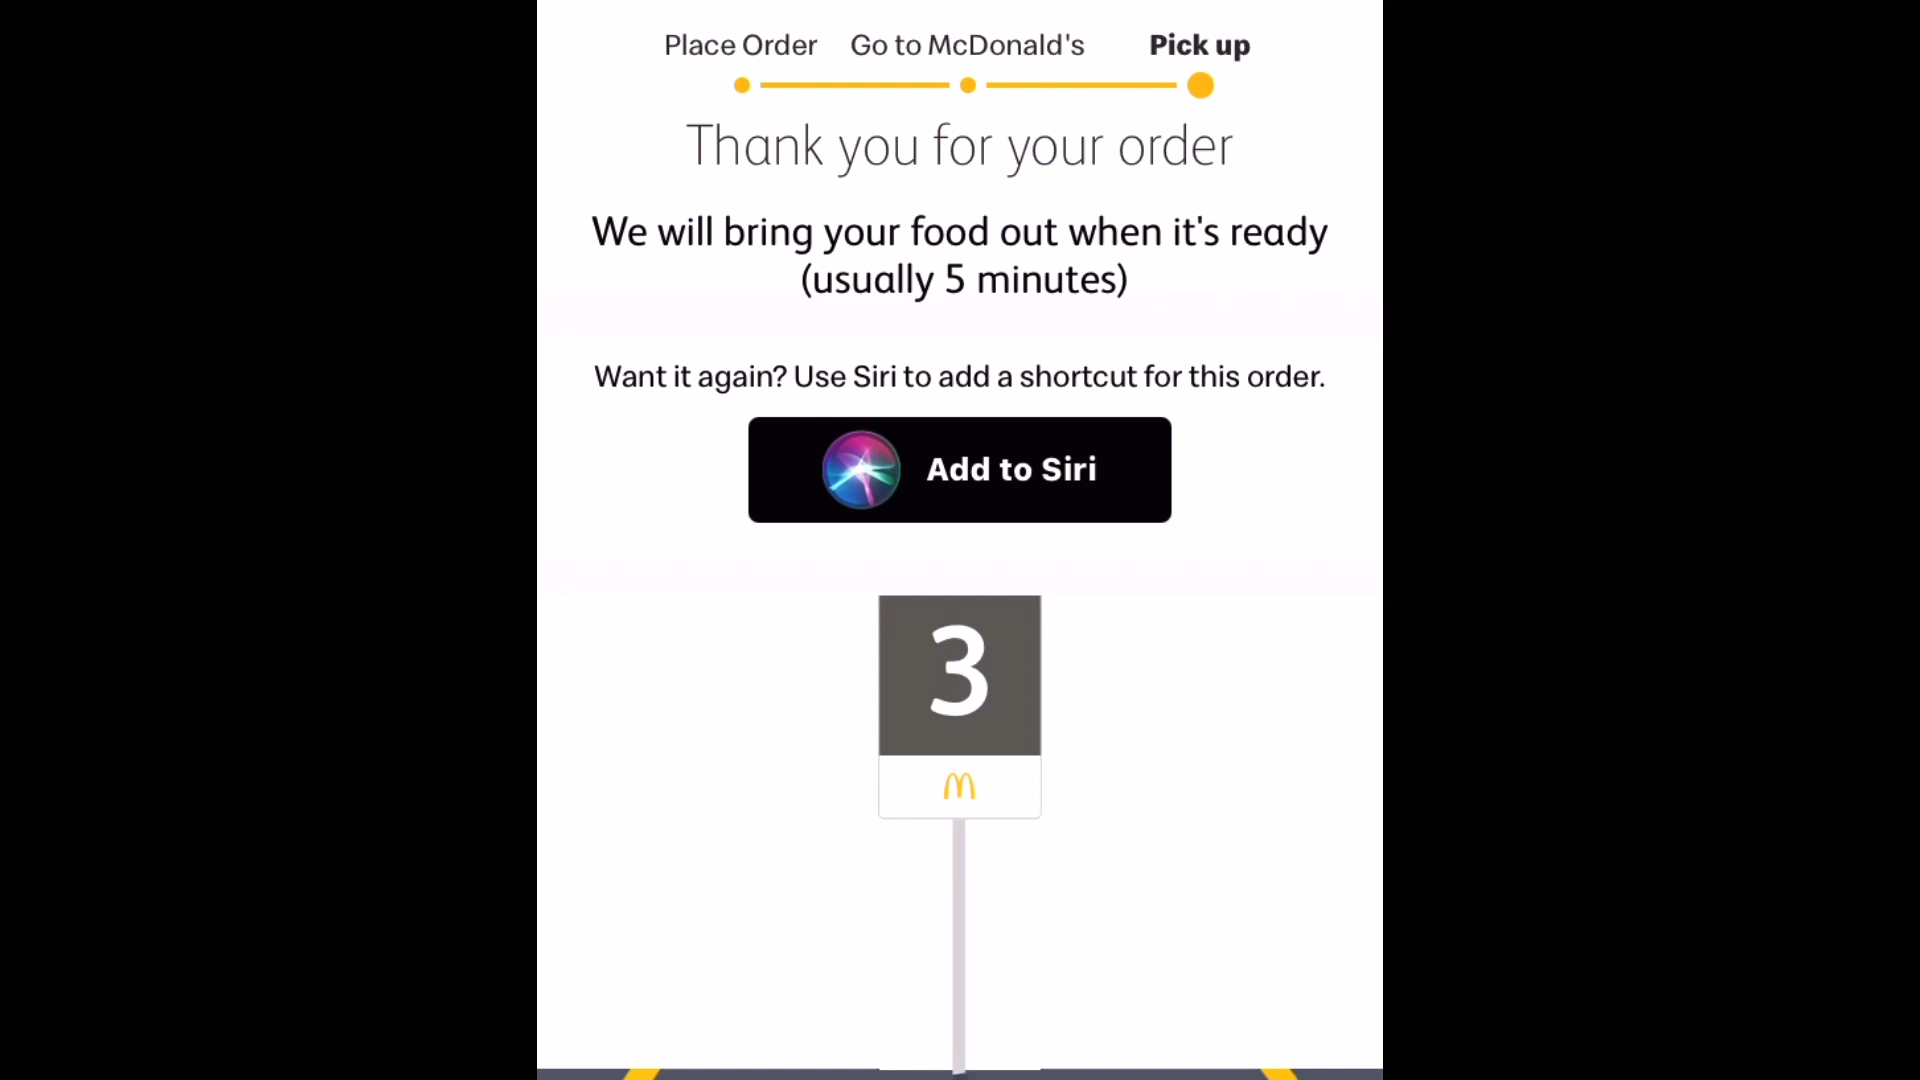 Place Order Go to McDonald's Pick up
Thank you for your order
We will bring your food out when it's ready
(usually 5 minutes)
Want it again? Use Siri to add a shortcut for this order.
Add to Siri
3